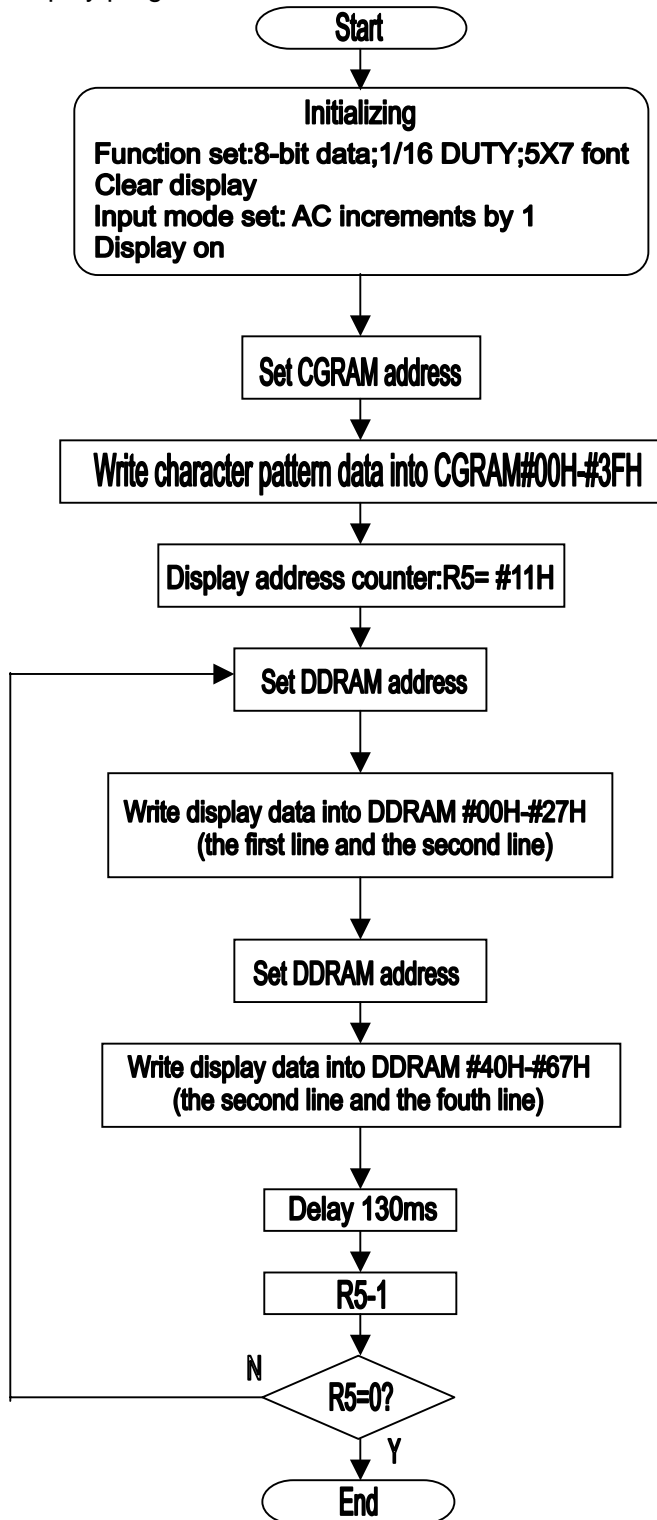 Start
Initializing
Function set:8-bit data;1/16 DUTY;5X7 font
Clear display
Input mode set: AC increments by 1
Display on
Set CGRAM address
Write character pattern data into CGRAM#00H-#3FH
Display address counter:R5= #11H
Set DDRAM address
Write display data into DDRAM #00H-#27H
(the first line and the second line)
Set DDRAM address
Write display data into DDRAM #40H-#67H
(the second line and the fouth line)
Delay 130ms
R5-1
N
R5=0?
Y
End